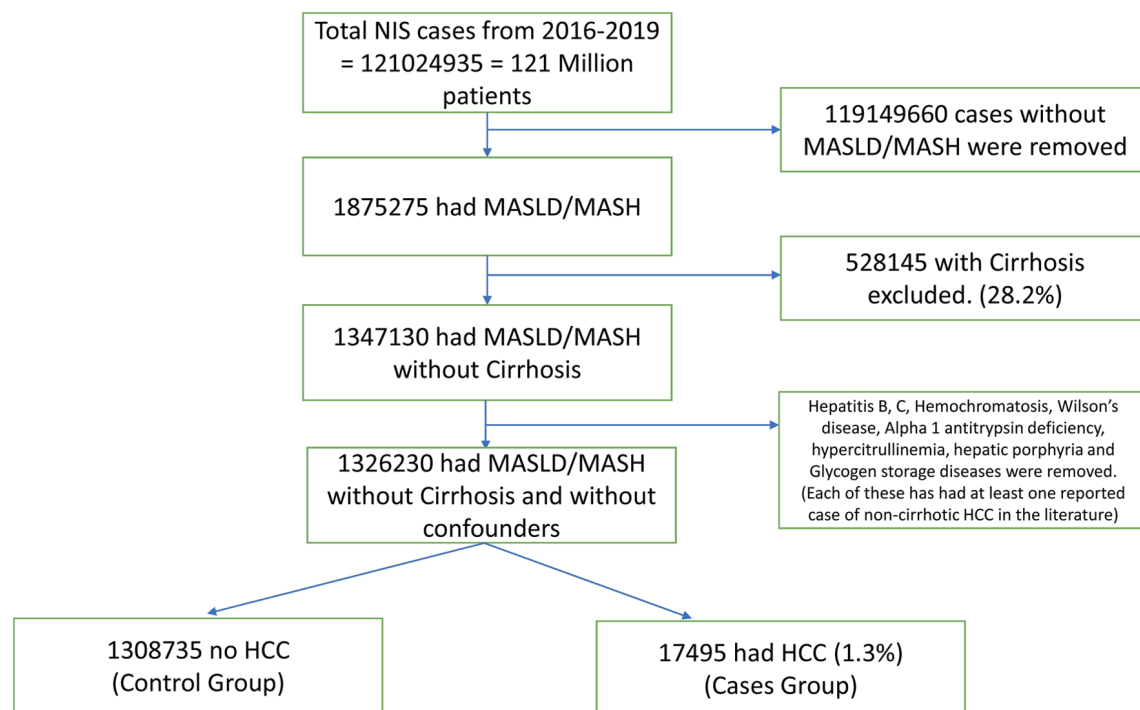 Total NIS cases from 2016-2019
= 121024935 = 121 Million
patients
119149660 cases without
MASLD/MASH were removed
1875275 had MASLD/MASH
528145 with Cirrhosis
excluded. (28.2%)
1347130 had MASLD/MASH
without Cirrhosis
Hepatitis B, C, Hemochromatosis, Wilson’s
disease, Alpha 1 antitrypsin deficiency,
hypercitrullinemia, hepatic porphyria and
Glycogen storage diseases were removed.
(Each of these has had at least one reported
case of non-cirrhotic HCC in the literature)
1326230 had MASLD/MASH
without Cirrhosis and without
confounders
1308735 no HCC
(Control Group)
17495 had HCC (1.3%)
(Cases Group)